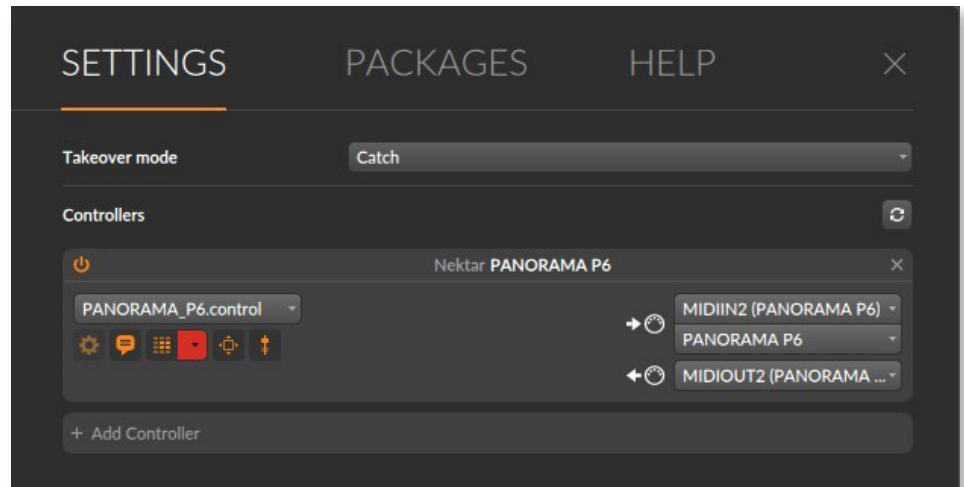 SETTINGS PACKAGES HELP
Takeover mode Catch
Controllers
Nektar PANORAMA P6
PANORAMA_P6.control
MIDIIN2 (PANORAMA P6)
PANORAMA P6
MIDIOUT2 (PANORAMA ...
+ Add Controller